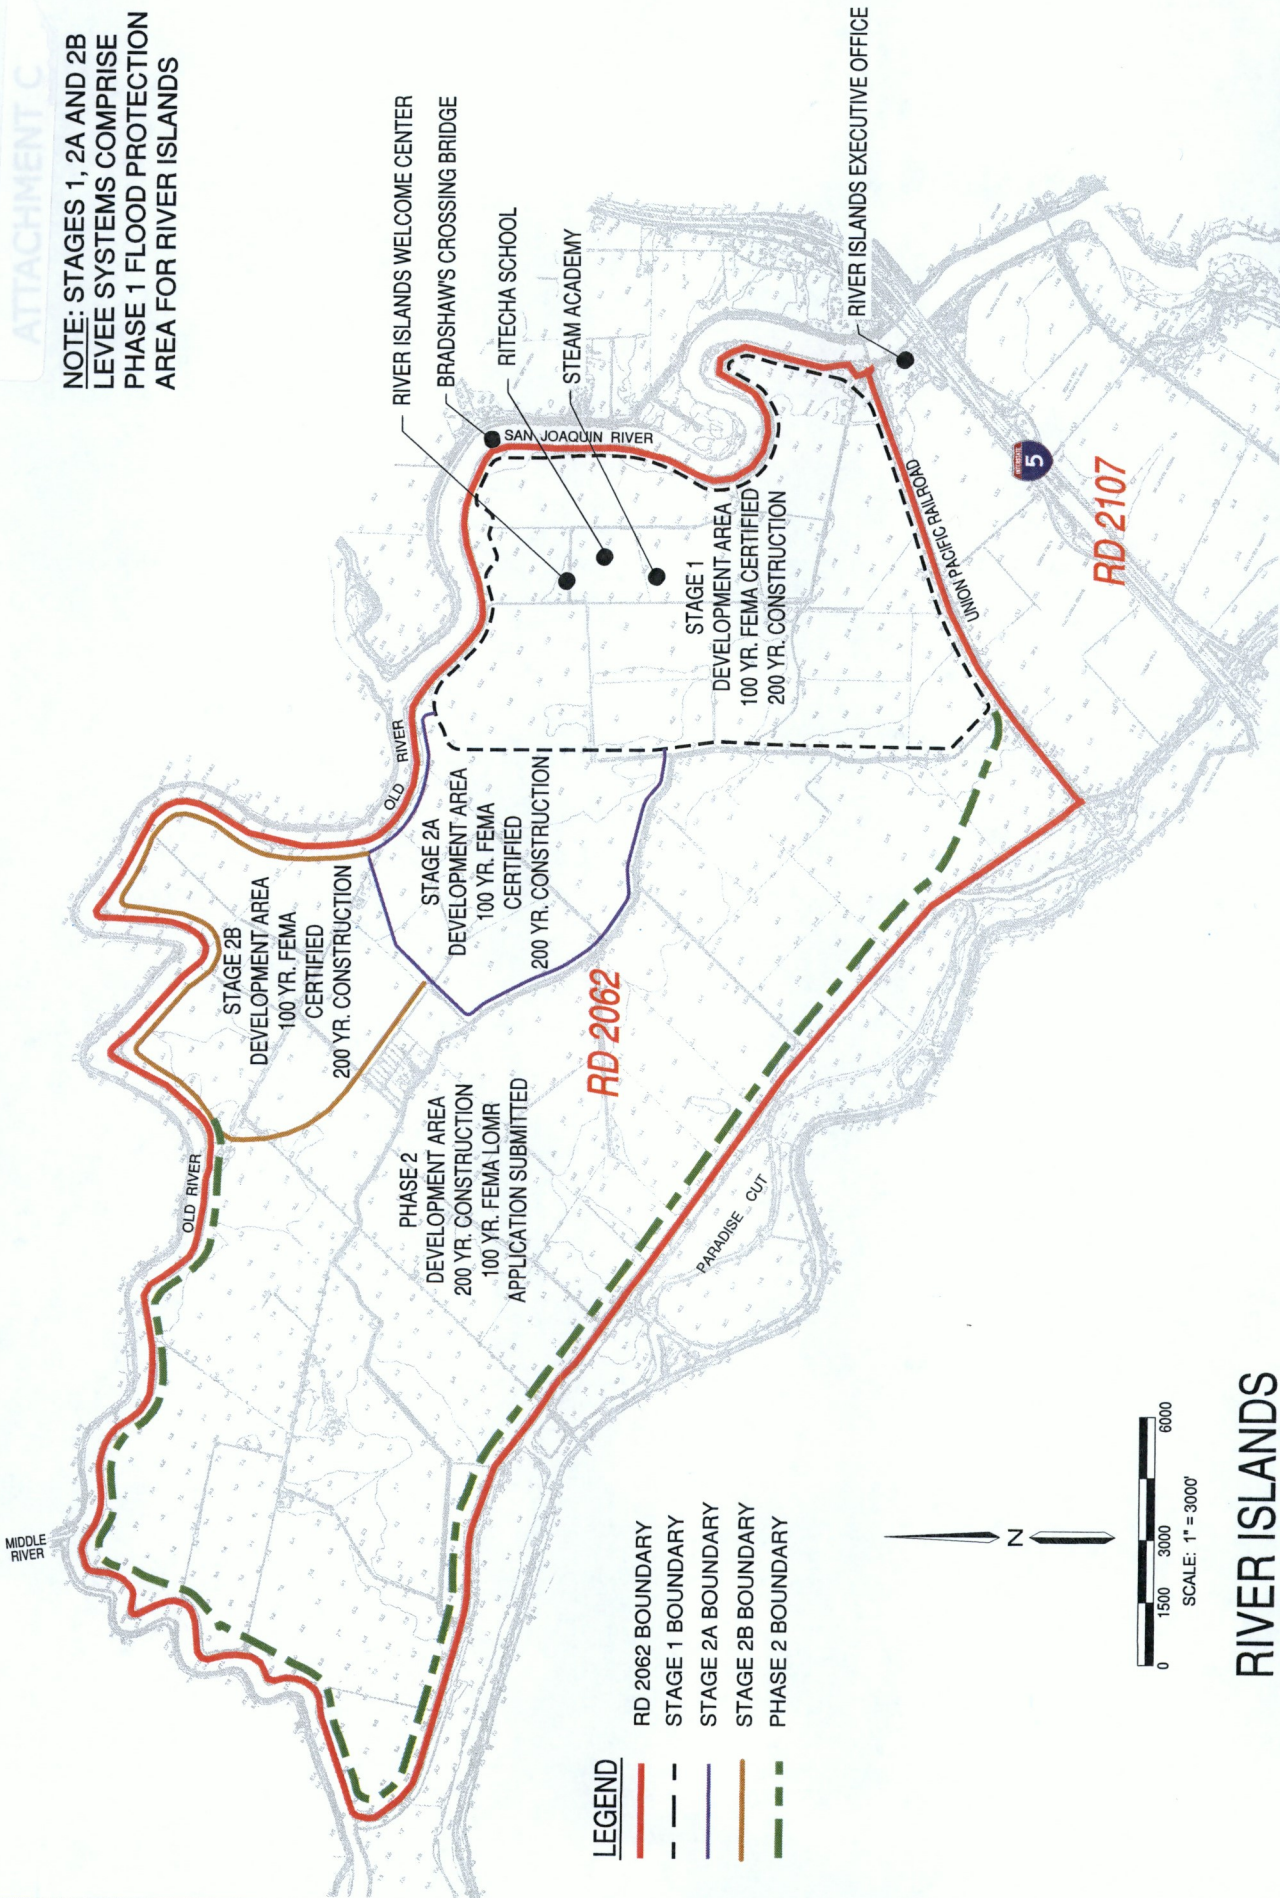 ATTACHMENT C
NOTE: STAGES 1, 2A AND 2B
LEVEE SYSTEMS COMPRISE
PHASE 1 FLOOD PROTECTION
AREA FOR RIVER ISLANDS
RIVER ISLANDS WELCOME CENTER
BRADSHAW'S CROSSING BRIDGE
RITECHA SCHOOL
STEAM ACADEMY
RIVER ISLANDS EXECUTIVE OFFICE
MIDDLE
RIVER
OLD RIVER
OLD RIVER
SAN JOAQUIN RIVER
STAGE 2B
DEVELOPMENT AREA
100 YR. FEMA
CERTIFIED
200 YR. CONSTRUCTION
STAGE 2A
DEVELOPMENT AREA
100 YR. FEMA
CERTIFIED
200 YR. CONSTRUCTION
STAGE 1
DEVELOPMENT AREA
100 YR. FEMA CERTIFIED
200 YR. CONSTRUCTION
PHASE 2
DEVELOPMENT AREA
200 YR. CONSTRUCTION
100 YR. FEMA LOMR
APPLICATION SUBMITTED
RD 2062
UNION PACIFIC RAILROAD
PARADISE CUT
INTERSTATE
5
RD 2107
LEGEND
RD 2062 BOUNDARY
STAGE 1 BOUNDARY
STAGE 2A BOUNDARY
STAGE 2B BOUNDARY
PHASE 2 BOUNDARY
N
0 1500 3000 6000
SCALE: 1" = 3000'
RIVER ISLANDS